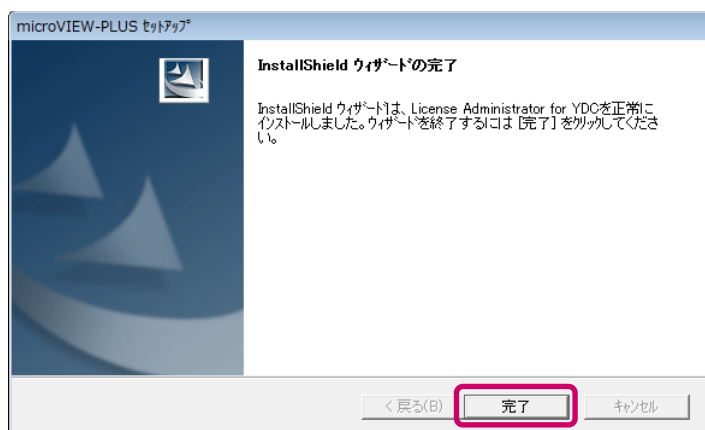 microVIEW-PLUS ｾｯﾄｱｯﾌﾟ
InstallShield ｳｨｻﾞｰﾄﾞの完了
InstallShield ｳｨｻﾞｰﾄﾞは、License Administrator for YDCを正常に
ｲﾝｽﾄｰﾙしました。ｳｨｻﾞｰﾄﾞを終了するには [完了] をｸﾘｯｸしてくださ
い。
< 戻る(B)
完了
ｷｬﾝｾﾙ